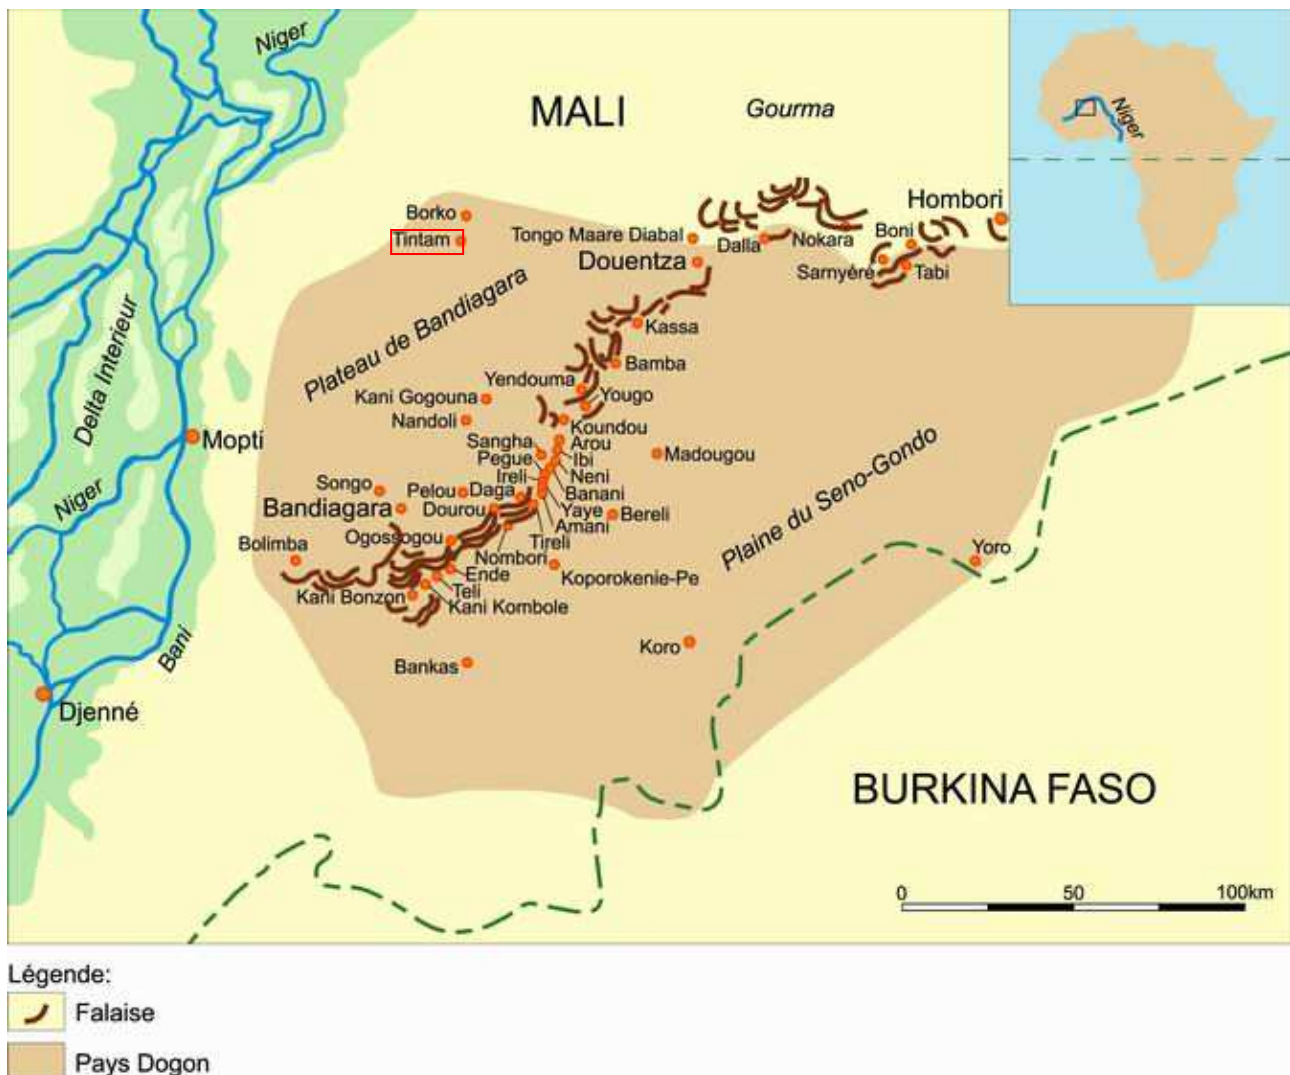 Niger
MALI
Gourma
Niger
Hombori
Borko
Tintam
Tongo Maare Diabal
Dalla
Nokara
Boni
Douentza
Sarnyéré
Tabi
Plateau de Bandiagara
Kassa
Delta Interieur
Bamba
Yendouma
Kani Gogouna
Yougo
Nandoli
Koundou
Mopti
Sangha
Arou
Pegue
Ibi
Madougou
Plaine du Seno-Gondo
Ireli
Neni
Niger
Songo
Pelou
Daga
Banani
Bandiagara
Dourou
Yaye
Bereli
Amani
Ogossogou
Tireli
Bolimba
Nombori
Yoro
Ende
Koporokenie-Pe
Teli
Kani Bonzon
Kani Kombole
Bani
Koro
Bankas
Djenné
BURKINA FASO
0 50 100km
Légende:
Falaise
Pays Dogon